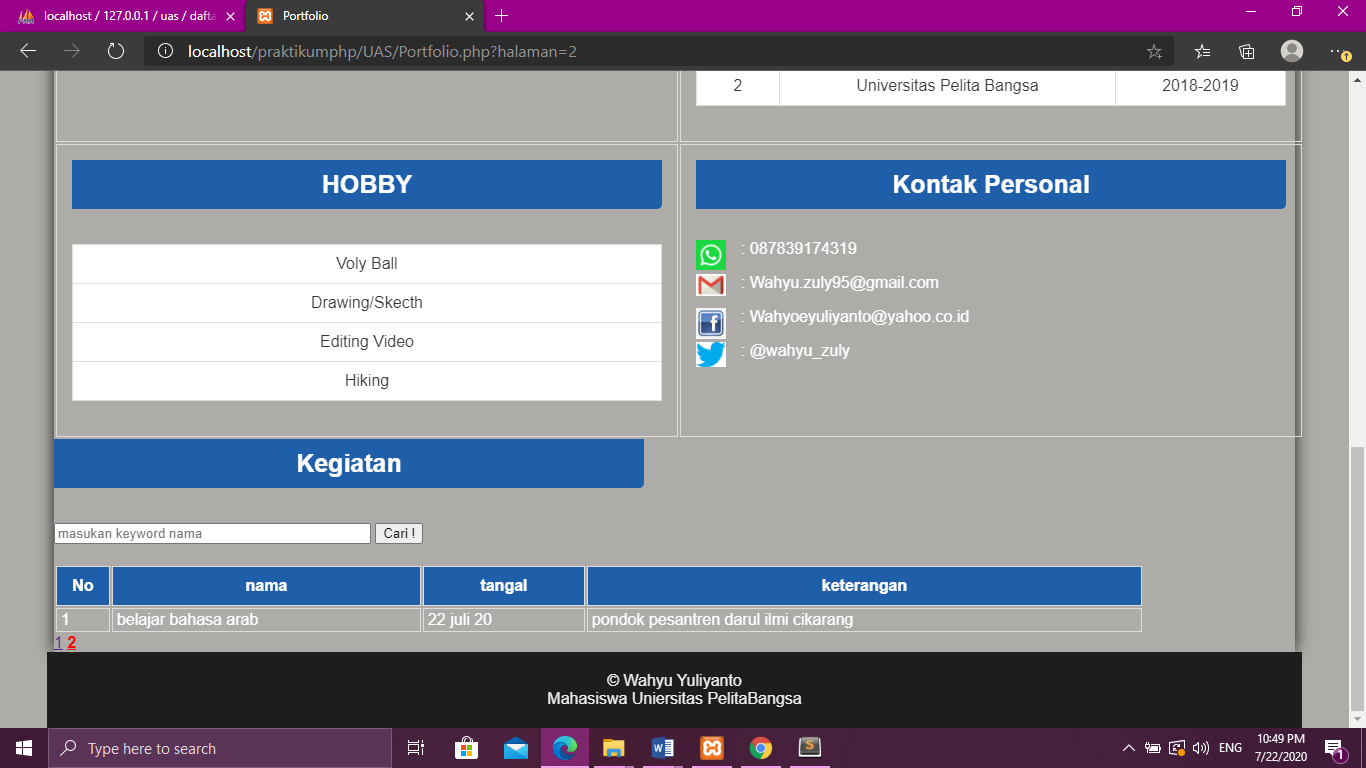 localhost / 127.0.0.1 / uas / dafta
Portfolio
localhost/praktikumphp/UAS/Portfolio.php?halaman=2
2 Universitas Pelita Bangsa 2018-2019
HOBBY
Voly Ball
Drawing/Skecth
Editing Video
Hiking
Kontak Personal
: 087839174319
: Wahyu.zuly95@gmail.com
: Wahyoeyuliyanto@yahoo.co.id
: @wahyu_zuly
Kegiatan
masukan keyword nama Cari !
No nama tangal keterangan
1 belajar bahasa arab 22 juli 20 pondok pesantren darul ilmi cikarang
1 2
© Wahyu Yuliyanto
Mahasiswa Uniersitas PelitaBangsa
Type here to search
ENG
10:49 PM
7/22/2020
1